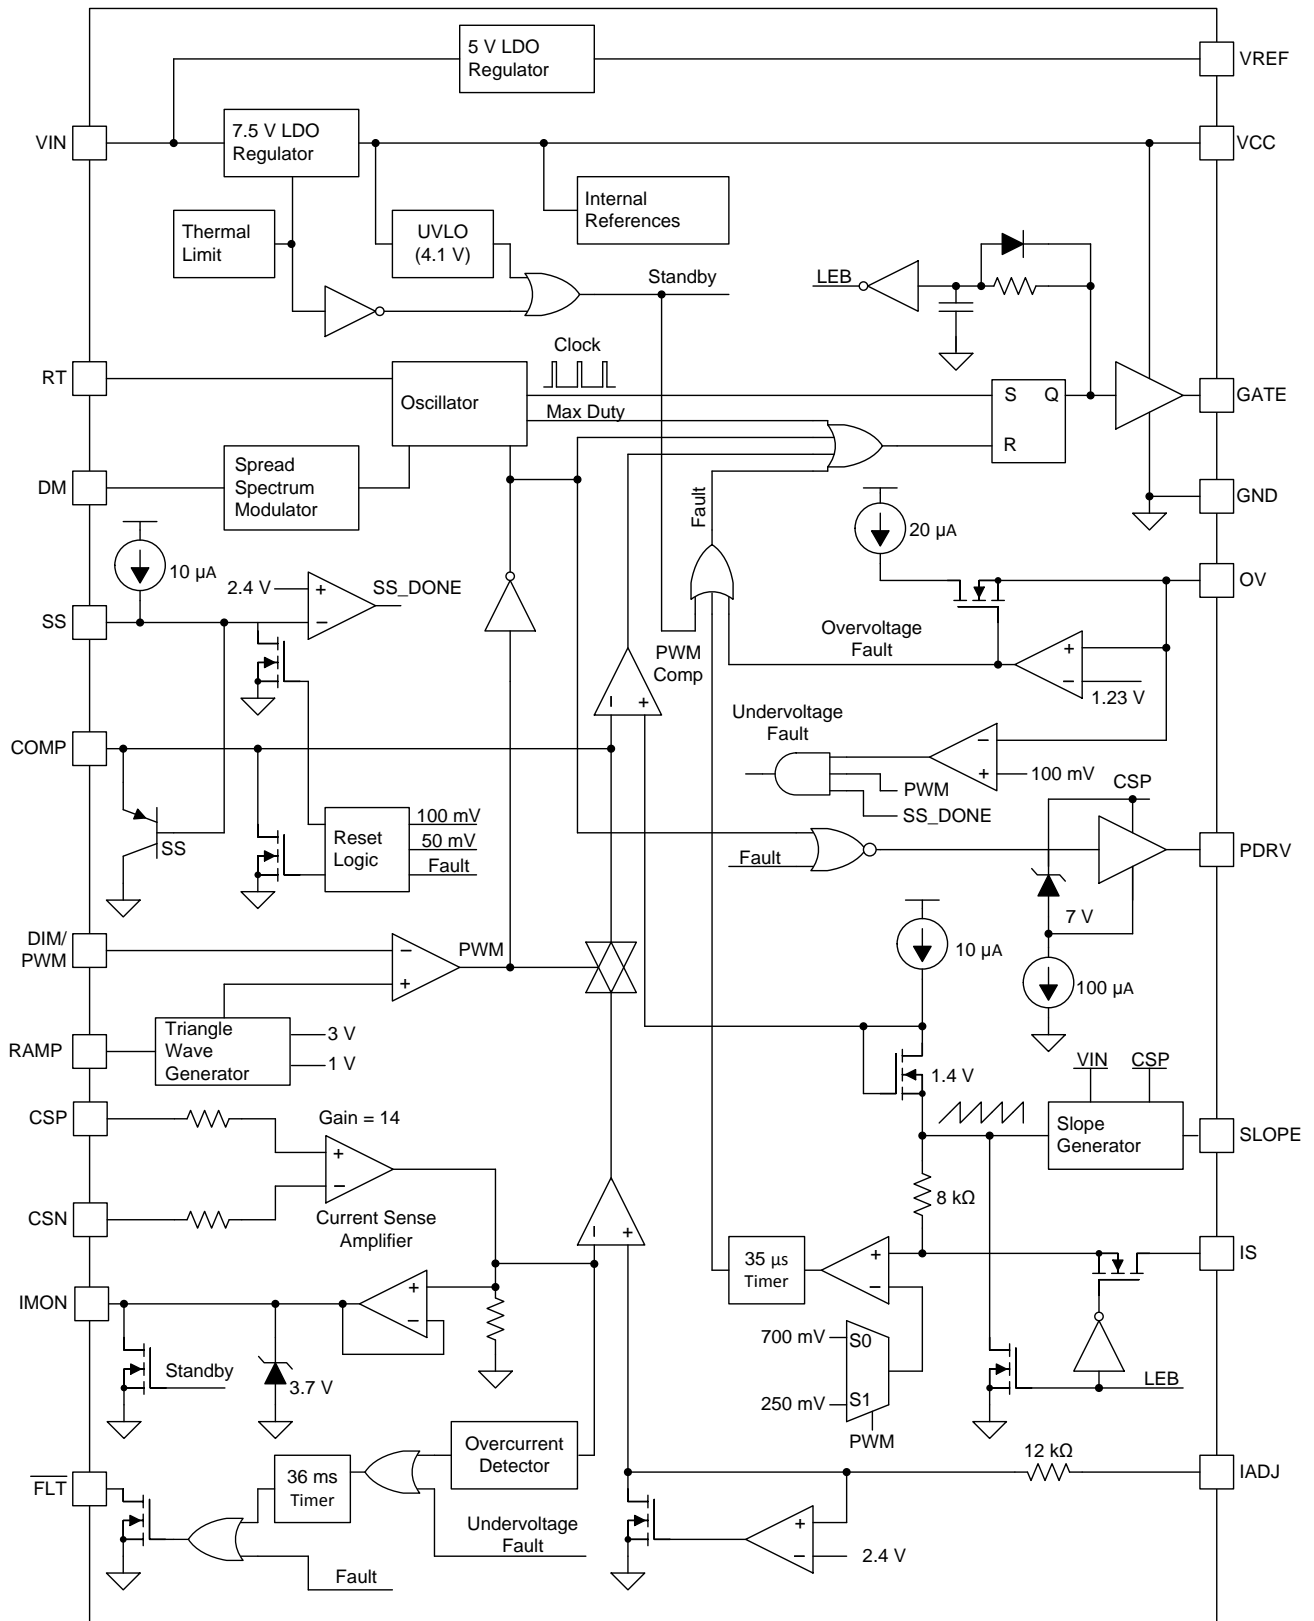 5 V LDO
Regulator
VREF
VIN
7.5 V LDO
Regulator
VCC
Thermal
Limit
UVLO
(4.1 V)
Internal
References
Standby
LEB
Clock
RT
Oscillator
Max Duty
S
Q
R
GATE
DM
Spread
Spectrum
Modulator
Fault
GND
10 µA
20 µA
2.4 V
+
−
SS_DONE
OV
SS
Overvoltage
Fault
+
−
1.23 V
PWM
Comp
−
+
Undervoltage
Fault
COMP
−
+
100 mV
PWM
SS_DONE
CSP
SS
Reset
Logic
100 mV
50 mV
Fault
Fault
PDRV
7 V
DIM/
PWM
−
+
PWM
10 µA
100 µA
RAMP
Triangle
Wave
Generator
3 V
1 V
1.4 V
VIN
CSP
CSP
Gain = 14
+
−
Slope
Generator
SLOPE
8 kΩ
CSN
Current Sense
Amplifier
−
+
35 µs
Timer
+
−
IS
IMON
+
−
700 mV
S0
250 mV
S1
PWM
LEB
Standby
3.7 V
Overcurrent
Detector
12 kΩ
IADJ
FLT
36 ms
Timer
Undervoltage
Fault
+
−
2.4 V
Fault